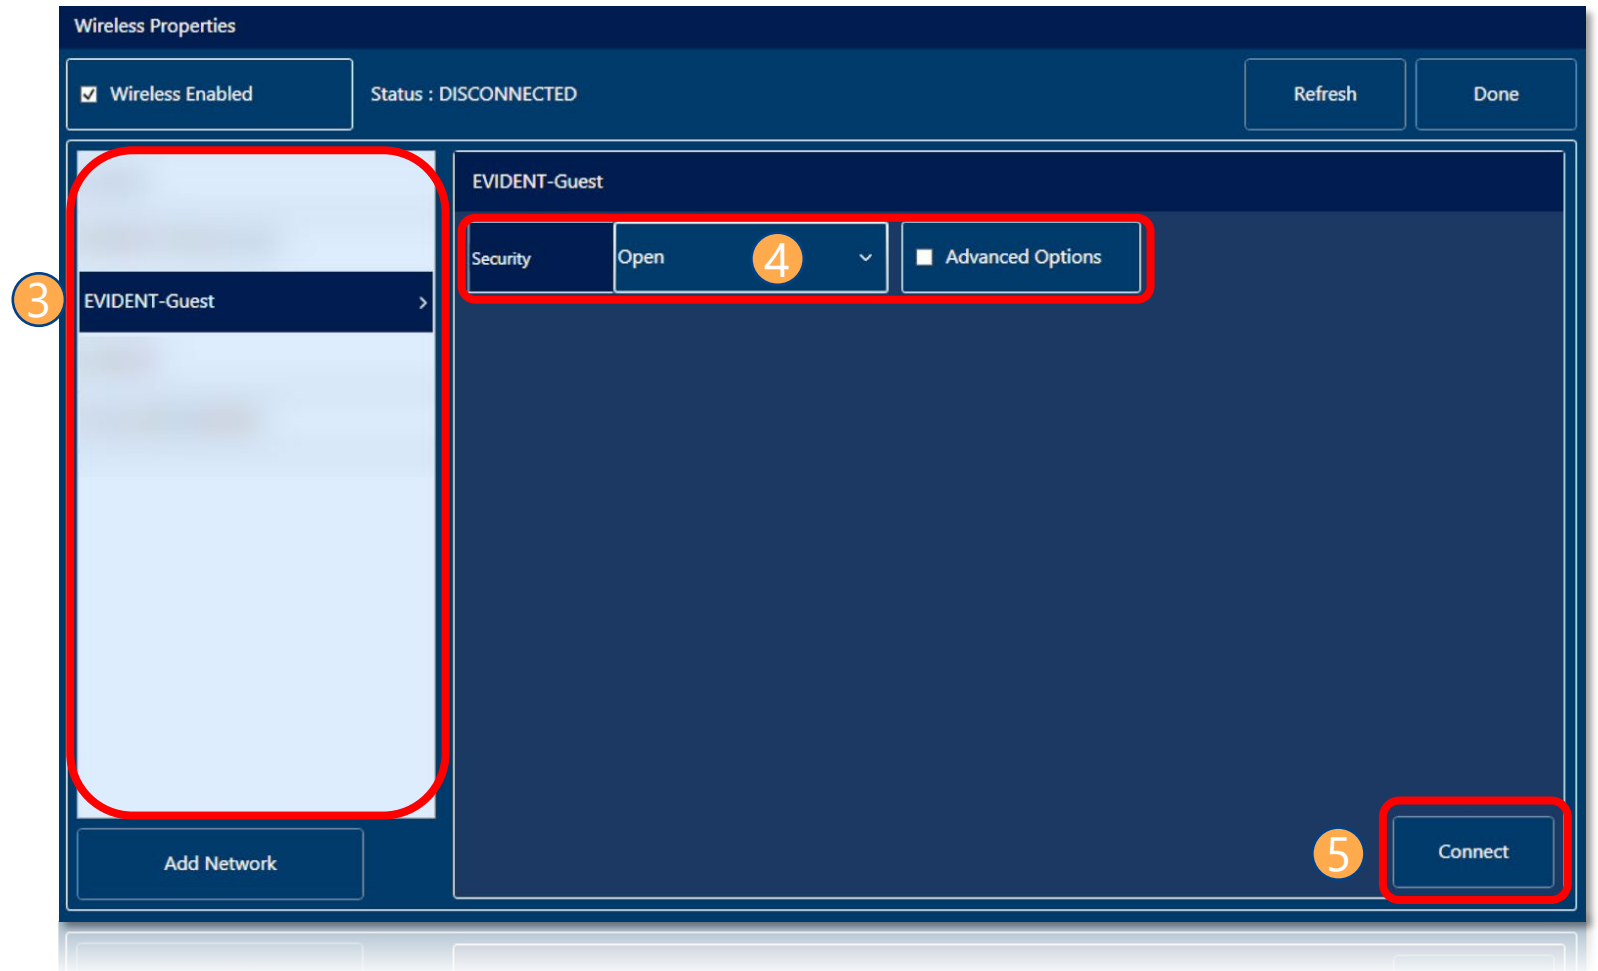 Wireless Properties
Wireless Enabled
Status : DISCONNECTED
Refresh
Done
3
EVIDENT-Guest
EVIDENT-Guest
Security
Open
4
Advanced Options
Add Network
5
Connect